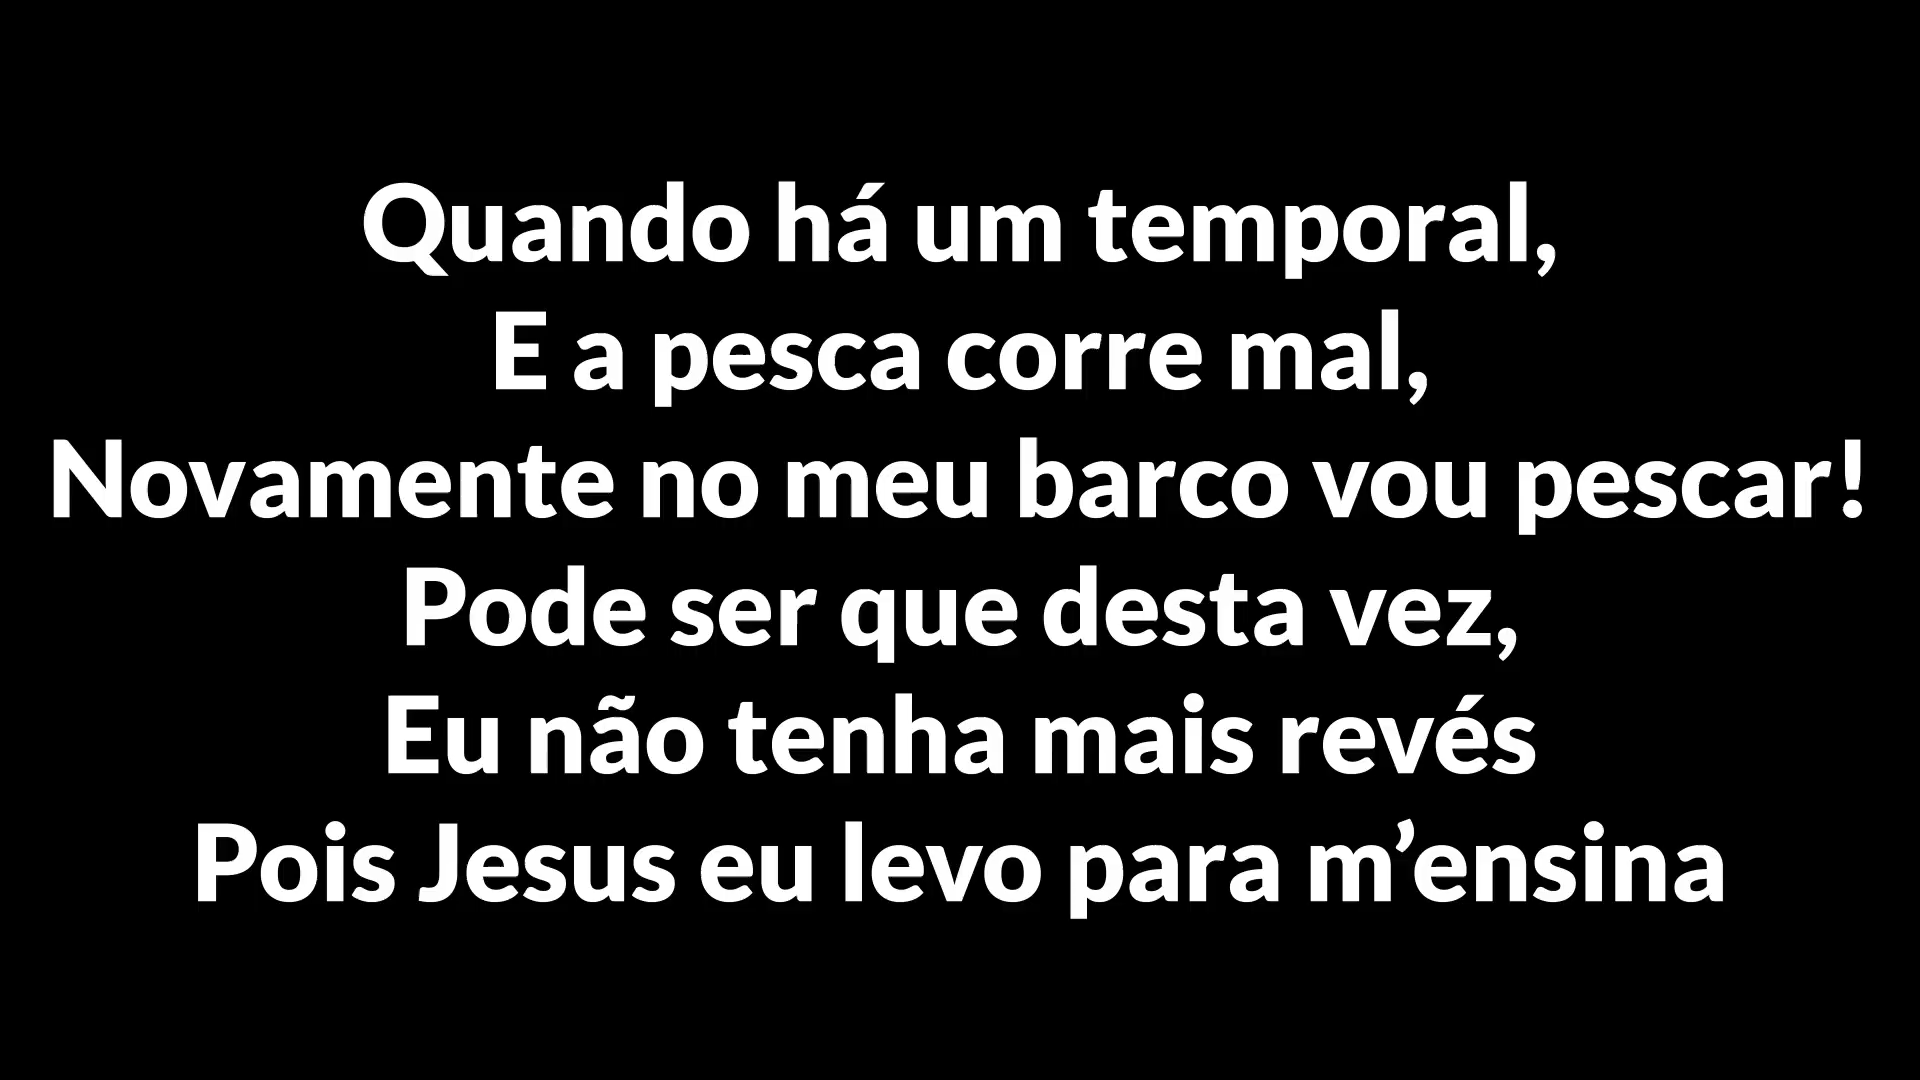 Quando há um temporal,
E a pesca corre mal,
Novamente no meu barco vou pescar!
Pode ser que desta vez,
Eu não tenha mais revés
Pois Jesus eu levo para m’ensina